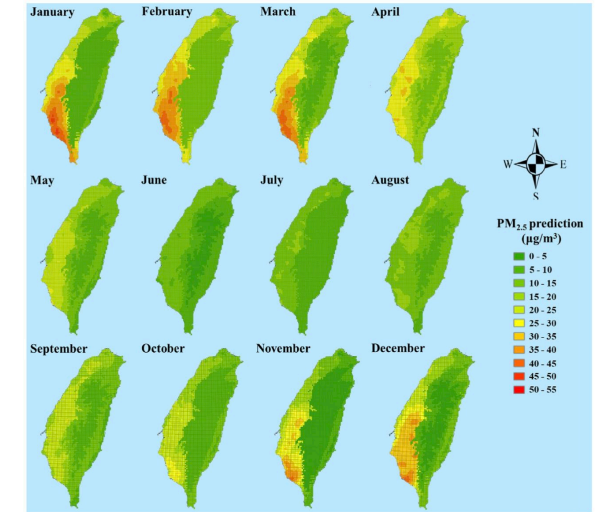 January February March April
N
W E
S
May June July August
PM2.5 prediction
(μg/m³)
0 - 5
5 - 10
10 - 15
15 - 20
20 - 25
25 - 30
30 - 35
35 - 40
40 - 45
45 - 50
50 - 55
September October November December